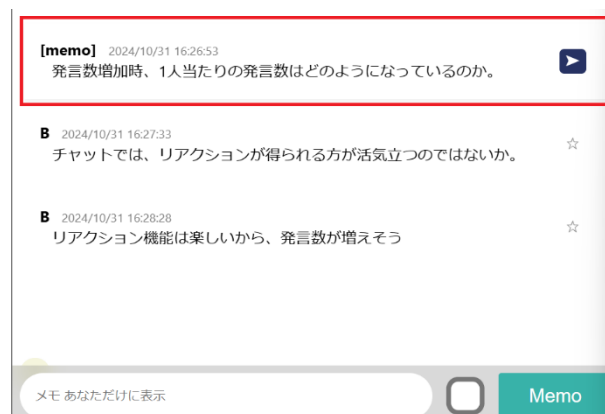 [memo] 2024/10/31 16:26:53
発言数増加時、1人当たりの発言数はどのようになっているのか。
B 2024/10/31 16:27:33
チャットでは、リアクションが得られる方が活気立つのではないか。
B 2024/10/31 16:28:28
リアクション機能は楽しいから、発言数が増えそう
メモ あなただけに表示
Memo